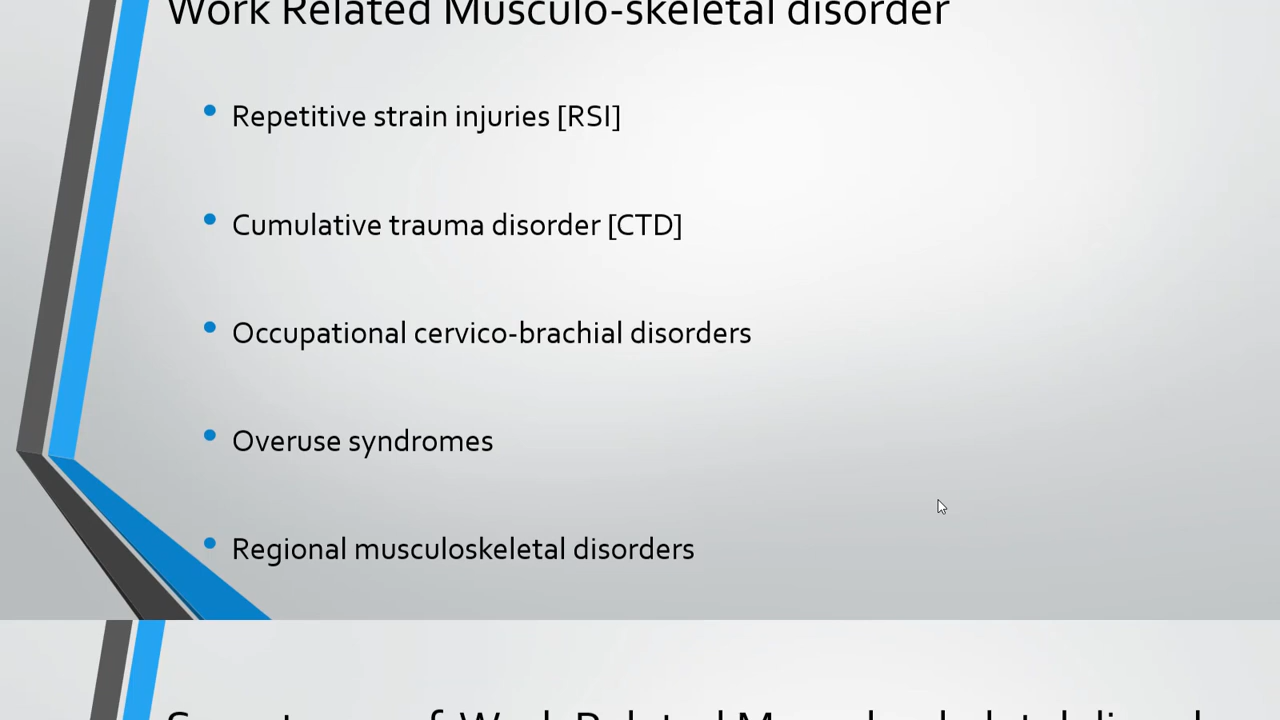 Work Related Musculo-skeletal disorder
Repetitive strain injuries [RSI]
Cumulative trauma disorder [CTD]
Occupational cervico-brachial disorders
Overuse syndromes
Regional musculoskeletal disorders